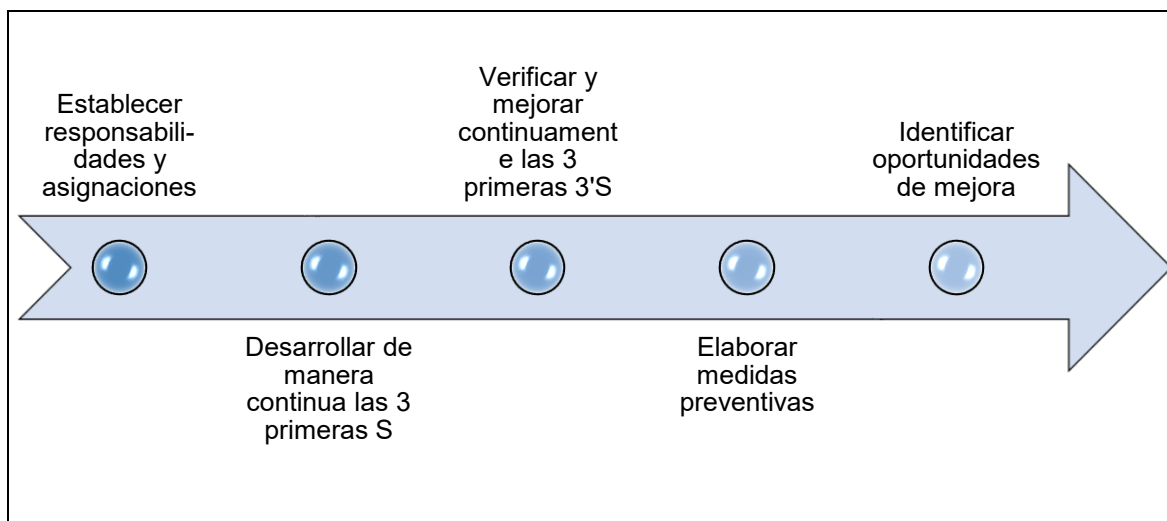 Establecer
responsabili-
dades y
asignaciones
Desarrollar de
manera
continua las 3
primeras S
Verificar y
mejorar
continuament
e las 3
primeras 3'S
Elaborar
medidas
preventivas
Identificar
oportunidades
de mejora